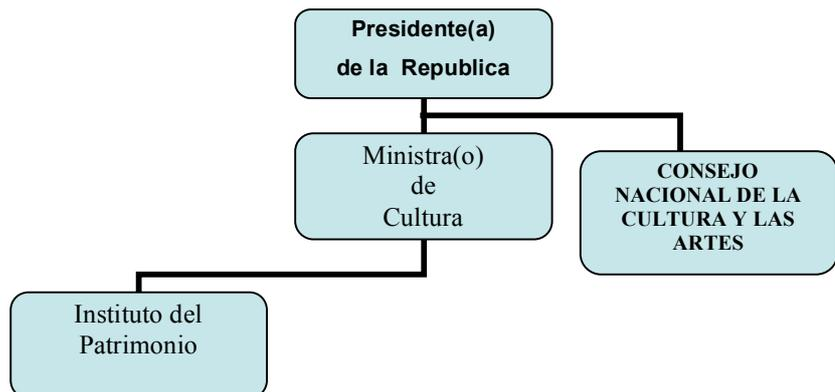 Presidente(a)
de la Republica
Ministra(o)
de
Cultura
CONSEJO
NACIONAL DE LA
CULTURA Y LAS
ARTES
Instituto del
Patrimonio